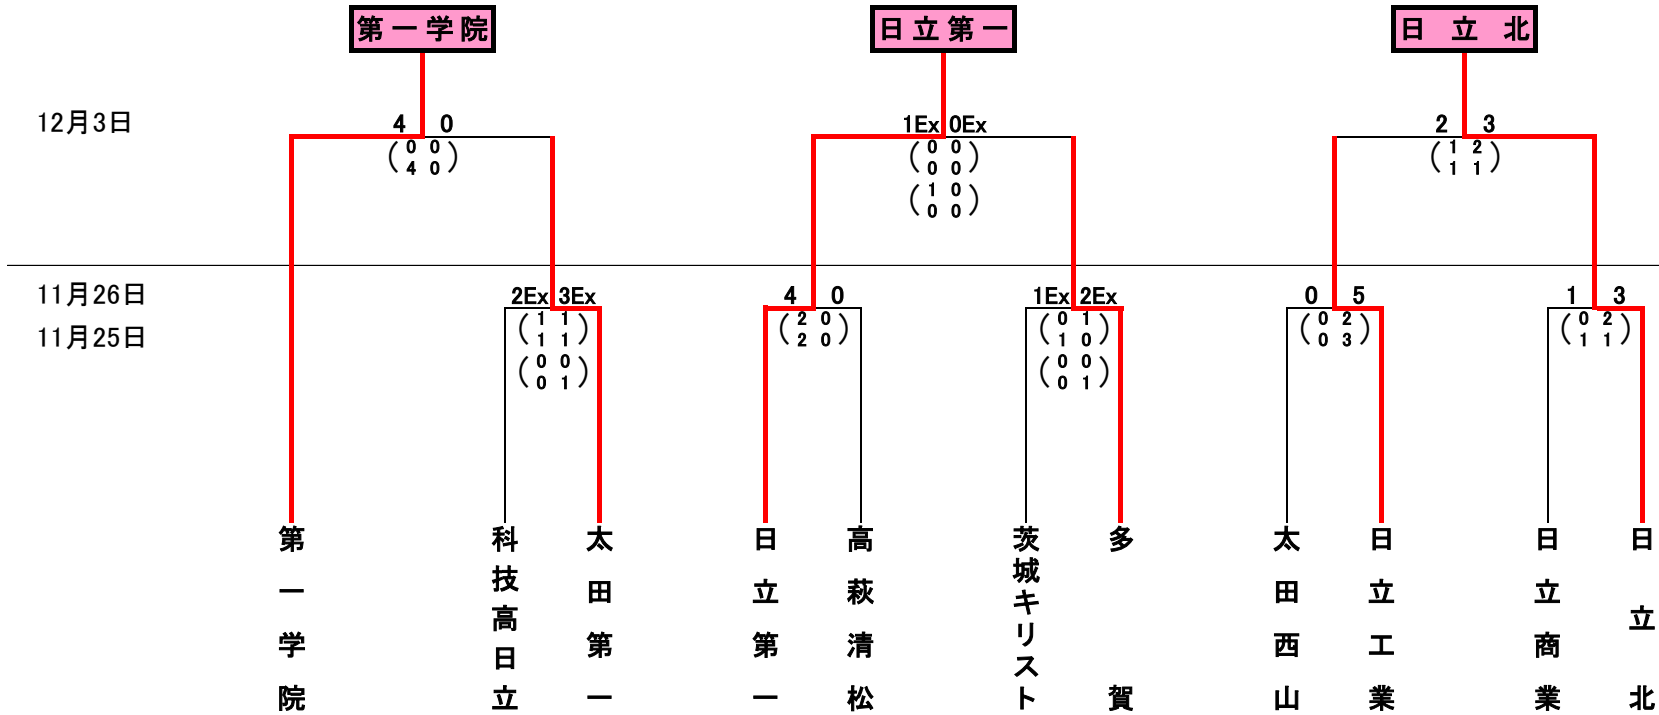 第一学院 日立第一 日立北
12月3日
4 0 1Ex 0Ex 2 3
(0 0 (0 0 (1 2
4 0) 0 0) 1 1)
(1 0
0 0)
11月26日
11月25日
2Ex 3Ex 4 0 1Ex 2Ex 0 5 1 3
(1 1 (2 0 (0 1 (0 2 (0 2
1 1) 2 0) 1 0) 0 3) 1 1)
(0 0 (0 0
0 1) 0 1)
第一学院
科技高日立
太田第一
日立第一
高萩清松
茨城キリスト
多賀
太田西山
日立工業
日立商業
日立北